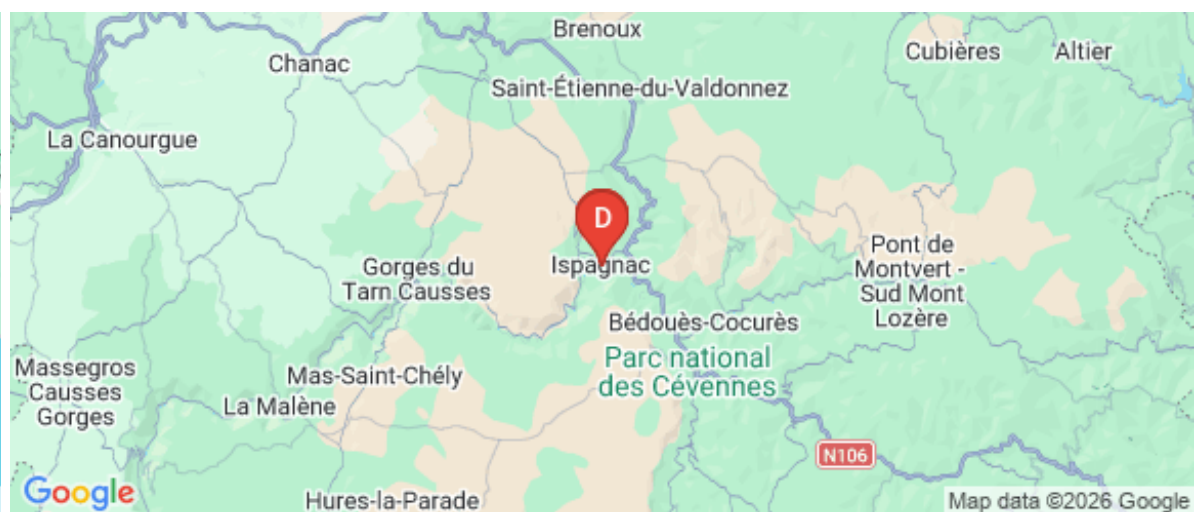 Brenoux
Chanac
Cubières
Altier
Saint-Étienne-du-Valdonnez
La Canourgue
D
Ispagnac
Gorges du
Tarn Causses
Pont de
Montvert -
Sud Mont
Lozère
Bédouès-Cocurès
Parc national
des Cévennes
Massegros
Causses
Gorges
Mas-Saint-Chély
La Malène
N106
Google
Hures-la-Parade
Map data ©2026 Google